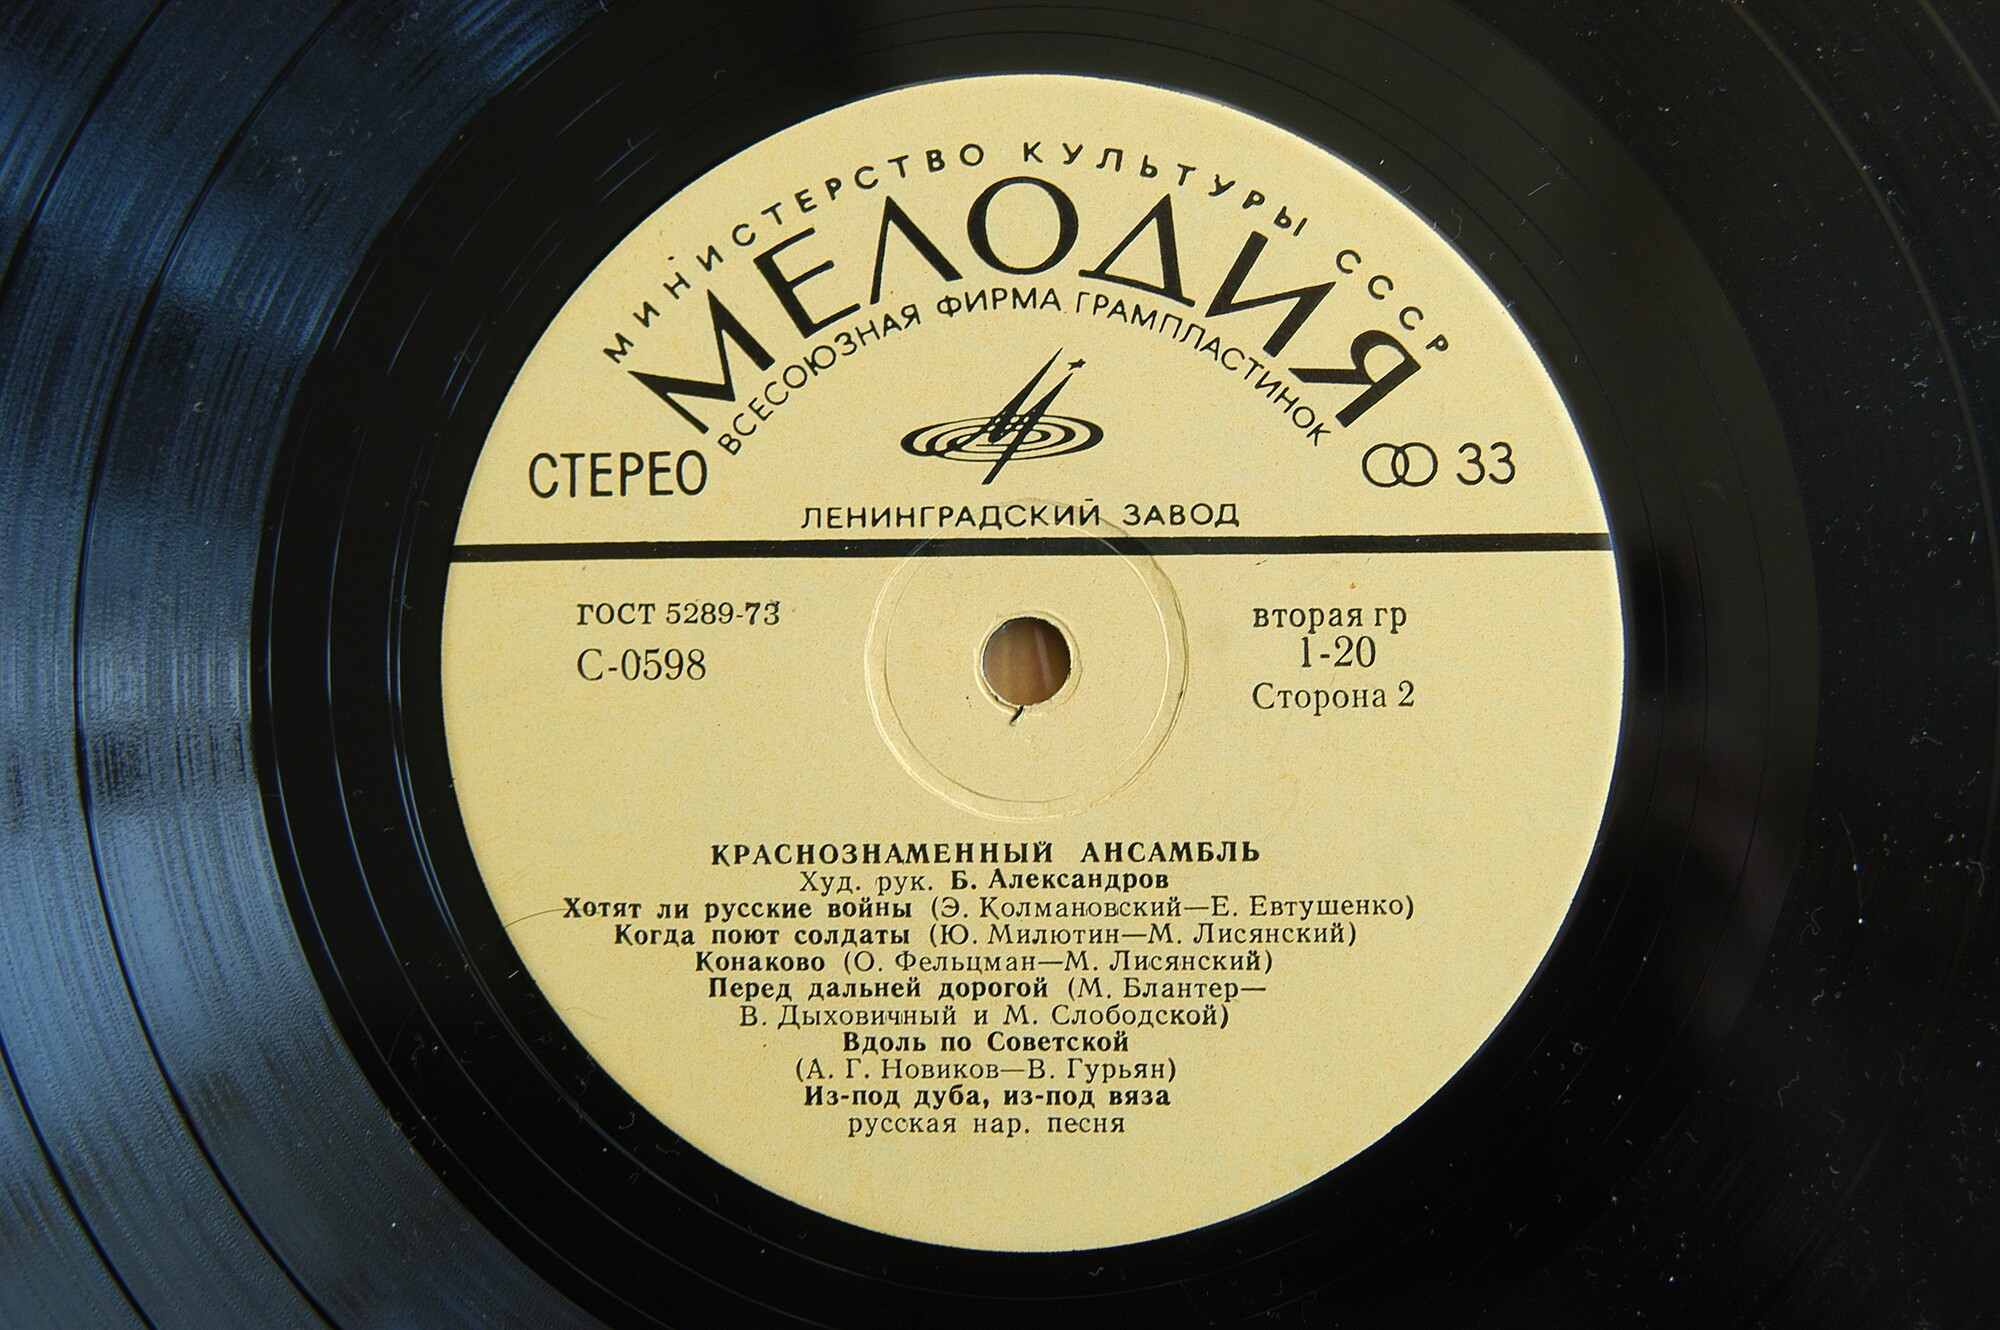 МИНИСТЕРСТВО КУЛЬТУРЫ СССР
МЕЛОДИЯ
ВСЕСОЮЗНАЯ ФИРМА ГРАМПЛАСТИНОК
СТЕРЕО
33
ЛЕНИНГРАДСКИЙ ЗАВОД
ГОСТ 5289-73
С-0598
вторая гр
1-20
Сторона 2
КРАСНОЗНАМЕННЫЙ АНСАМБЛЬ
Худ. рук. Б. Александров
Хотят ли русские войны (Э. Колмановский—Е. Евтушенко)
Когда поют солдаты (Ю. Милютин—М. Лисянский)
Конаково (О. Фельцман—М. Лисянский)
Перед дальней дорогой (М. Блантер—
В. Дыховичный и М. Слободской)
Вдоль по Советской
(А. Г. Новиков—В. Гурьян)
Из-под дуба, из-под вяза
русская нар. песня